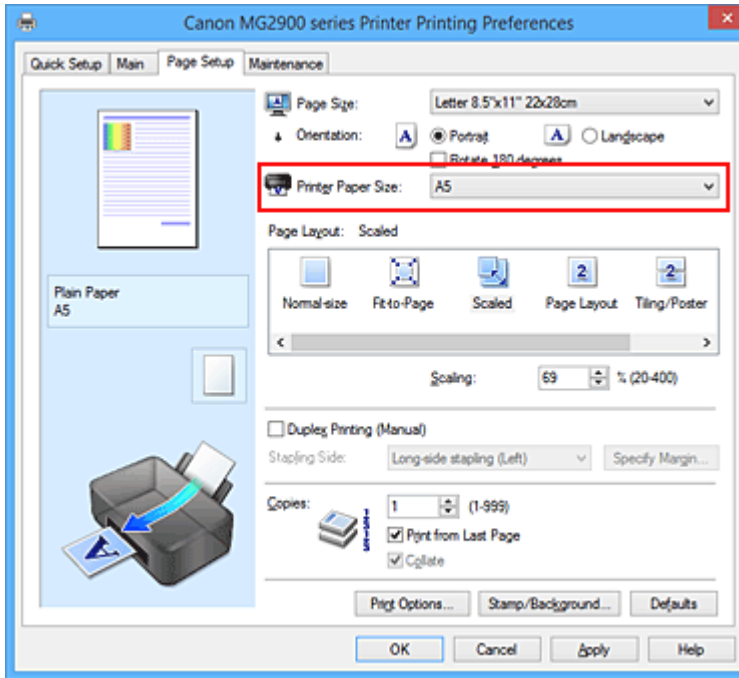 Canon MG2900 series Printer Printing Preferences
Quick Setup Main Page Setup Maintenance
Page Size: Letter 8.5"x11" 22x28cm
Orientation: A Portrait A Landscape
Rotate 180 degrees
Printer Paper Size: A5
Page Layout: Scaled
Normal-size Fit-to-Page Scaled Page Layout Tiling/Poster
Plain Paper
A5
Scaling: 69 % (20-400)
Duplex Printing (Manual)
Stapling Side: Long-side stapling (Left) Specify Margin...
Copies: 1 (1-999)
Print from Last Page
Collate
Print Options... Stamp/Background... Defaults
OK Cancel Apply Help